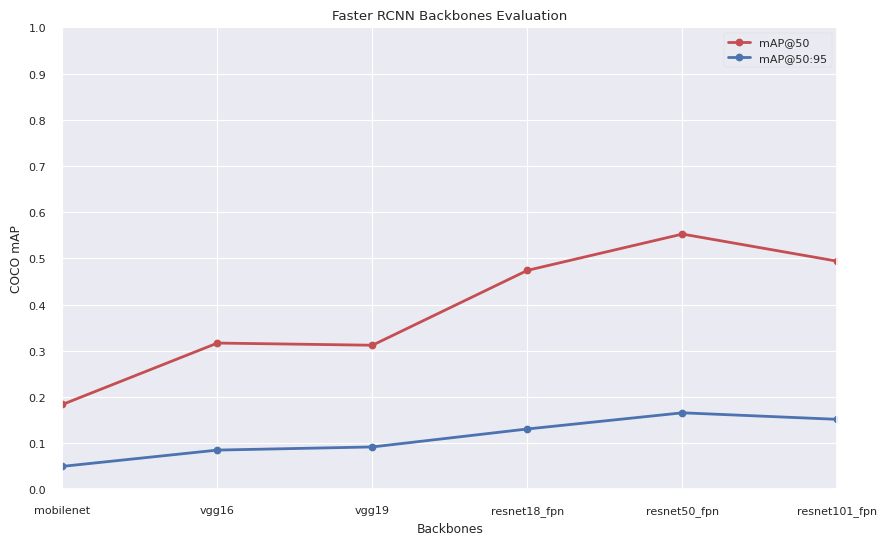 Faster RCNN Backbones Evaluation
mAP@50
mAP@50:95
COCO mAP
1.0
0.9
0.8
0.7
0.6
0.5
0.4
0.3
0.2
0.1
0.0
mobilenet vgg16 vgg19 resnet18_fpn resnet50_fpn resnet101_fpn
Backbones